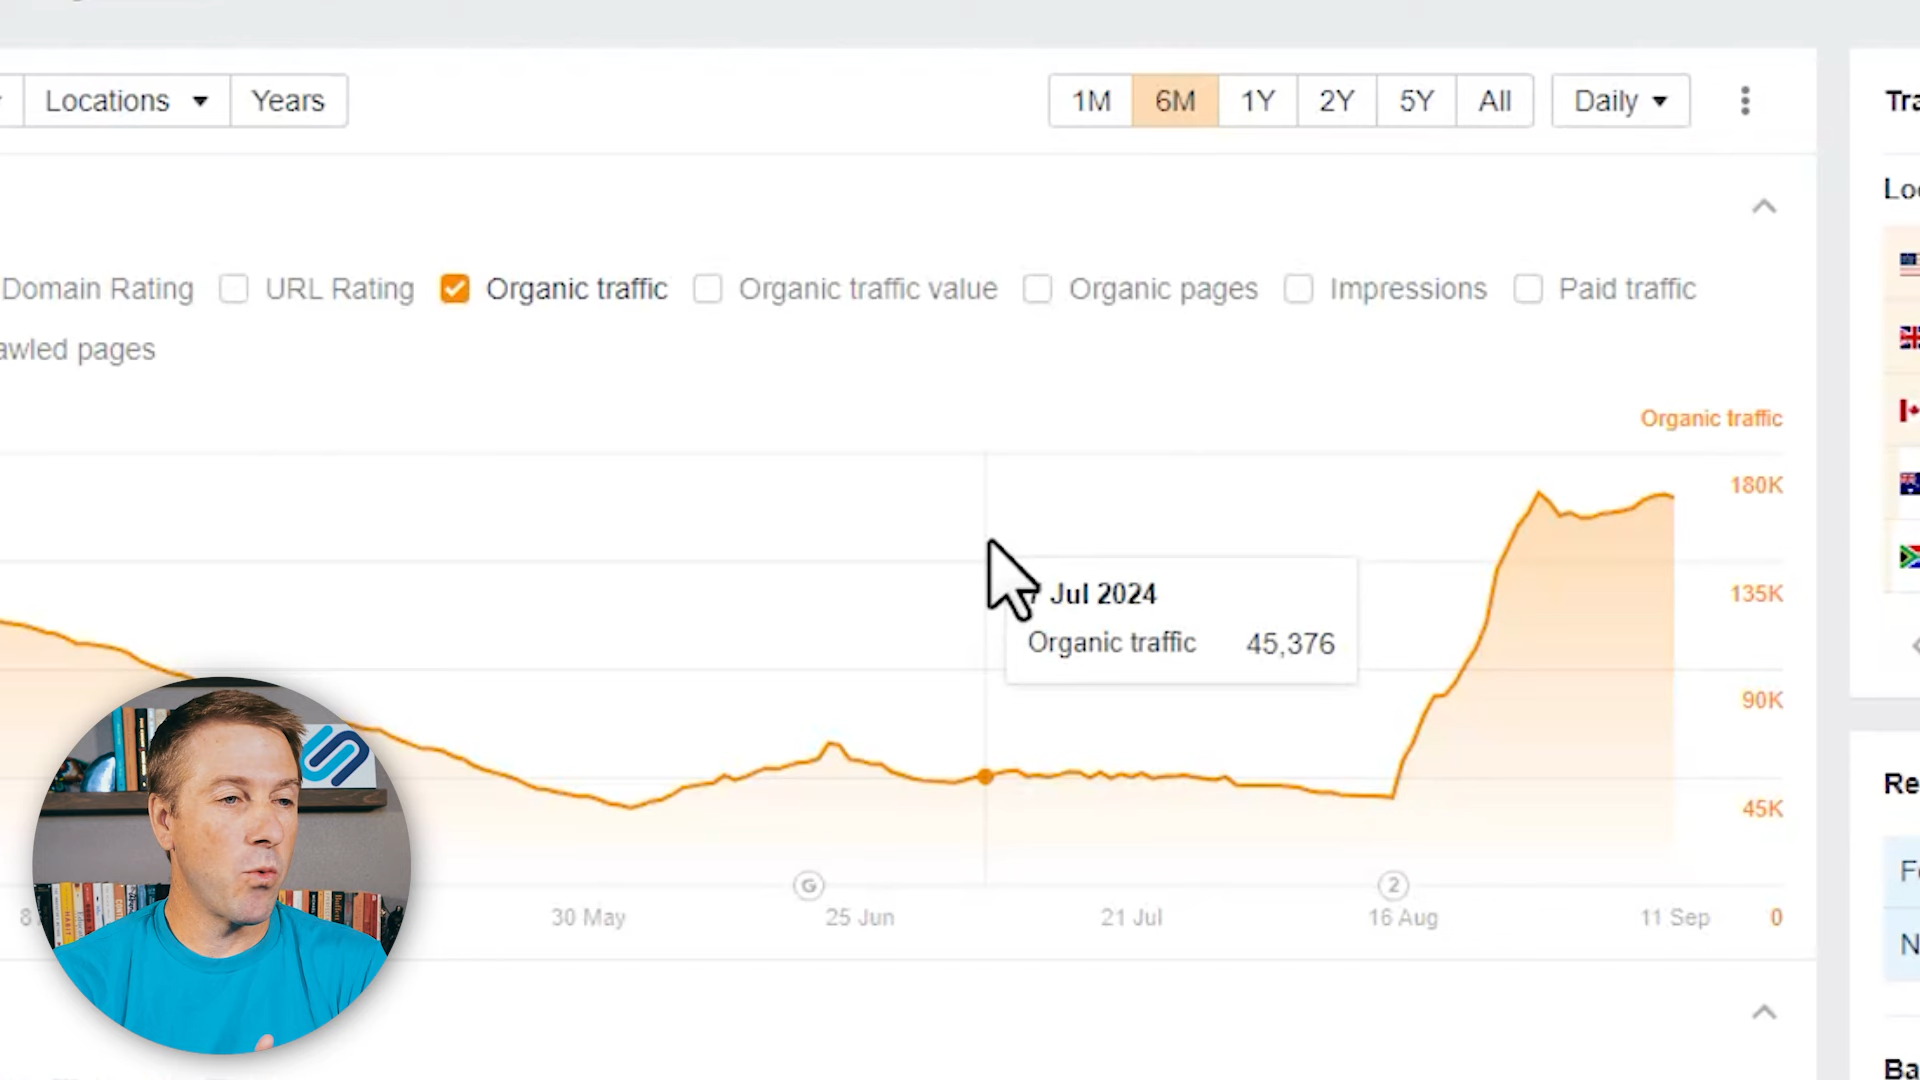 Locations Years 1M 6M 1Y 2Y 5Y All Daily
Domain Rating URL Rating Organic traffic Organic traffic value Organic pages Impressions Paid traffic
awled pages
Organic traffic
180K
135K
90K
45K
0
Jul 2024
Organic traffic 45,376
G 2
8 30 May 25 Jun 21 Jul 16 Aug 11 Sep
Tra
Loc
Re
F
N
Ba